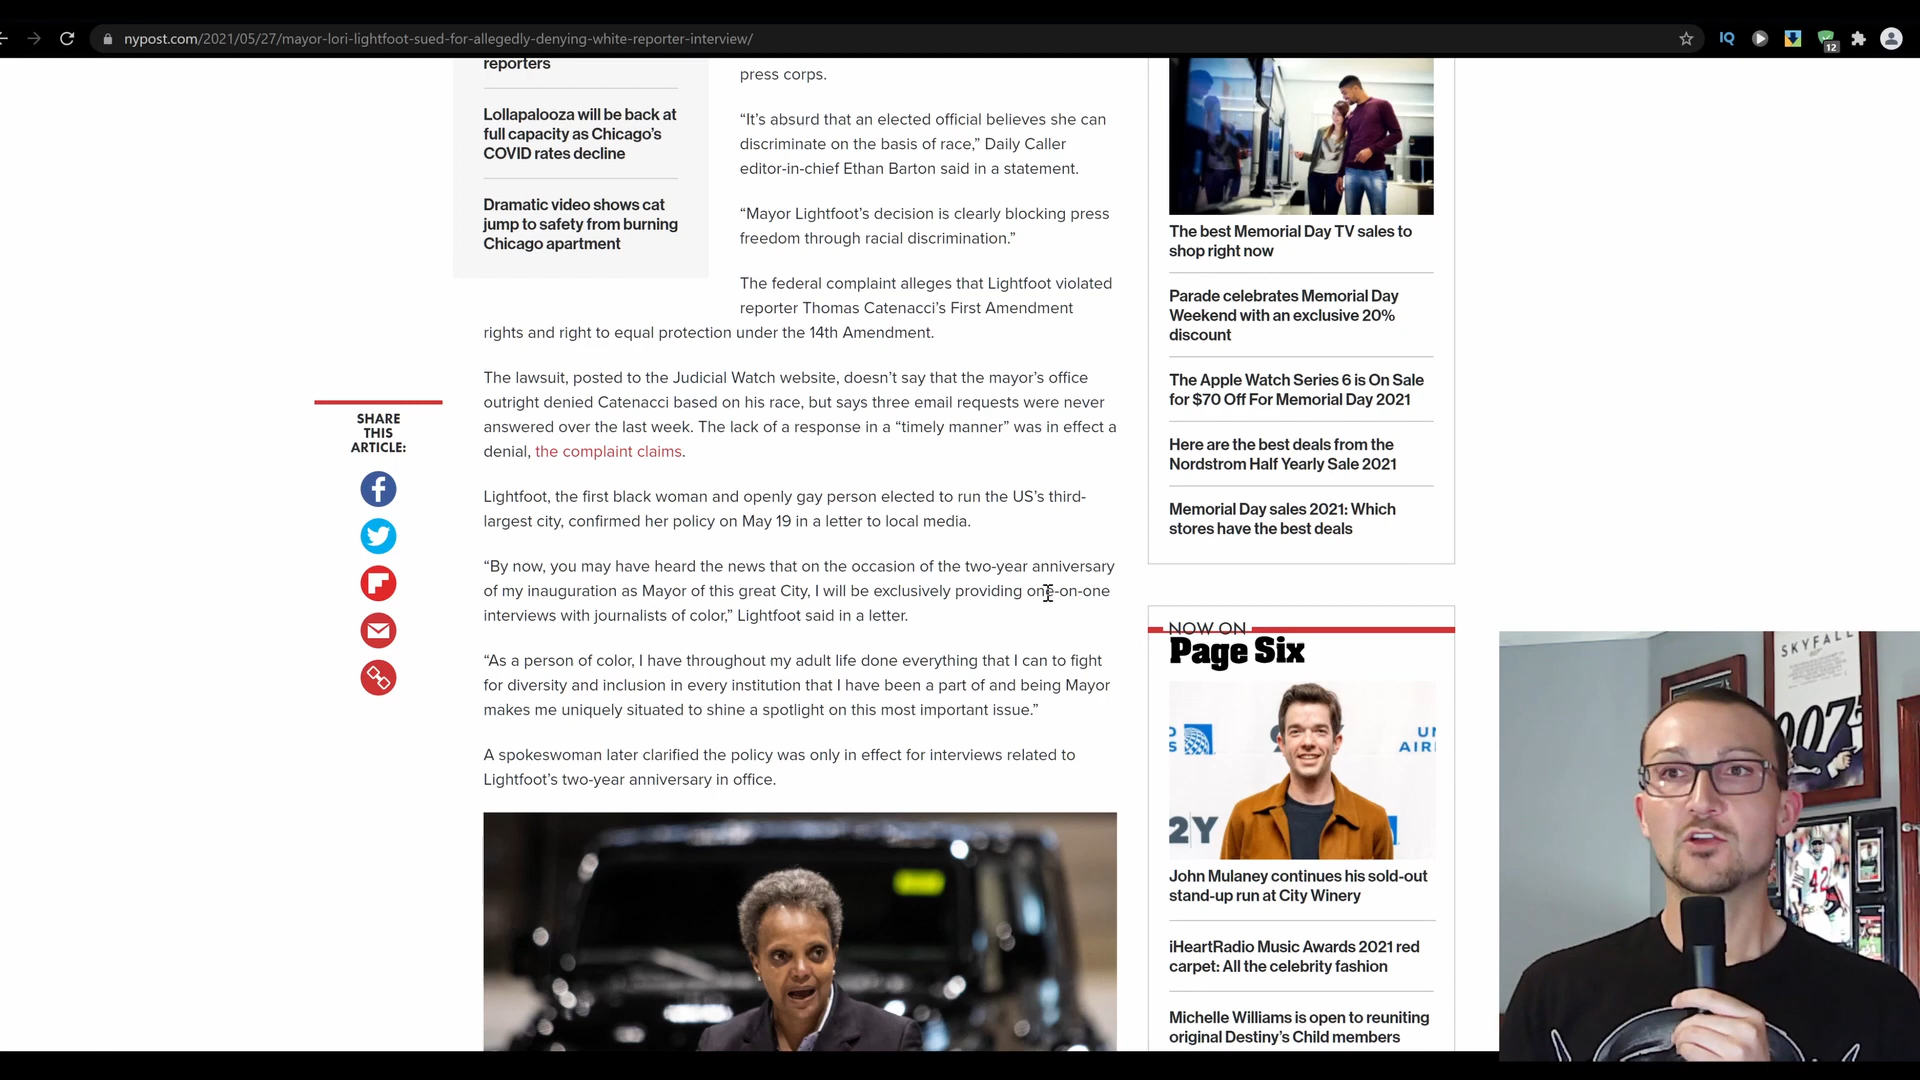 nypost.com/2021/05/27/mayor-lori-lightfoot-sued-for-allegedly-denying-white-reporter-interview/
IQ
12
reporters
Lollapalooza will be back at
full capacity as Chicago’s
COVID rates decline
Dramatic video shows cat
jump to safety from burning
Chicago apartment
press corps.
“It’s absurd that an elected official believes she can
discriminate on the basis of race,” Daily Caller
editor-in-chief Ethan Barton said in a statement.
“Mayor Lightfoot’s decision is clearly blocking press
freedom through racial discrimination.”
The federal complaint alleges that Lightfoot violated
reporter Thomas Catenacci’s First Amendment
rights and right to equal protection under the 14th Amendment.
The lawsuit, posted to the Judicial Watch website, doesn’t say that the mayor’s office
outright denied Catenacci based on his race, but says three email requests were never
answered over the last week. The lack of a response in a “timely manner” was in effect a
denial, the complaint claims.
Lightfoot, the first black woman and openly gay person elected to run the US’s third-
largest city, confirmed her policy on May 19 in a letter to local media.
“By now, you may have heard the news that on the occasion of the two-year anniversary
of my inauguration as Mayor of this great City, I will be exclusively providing one-on-one
interviews with journalists of color,” Lightfoot said in a letter.
“As a person of color, I have throughout my adult life done everything that I can to fight
for diversity and inclusion in every institution that I have been a part of and being Mayor
makes me uniquely situated to shine a spotlight on this most important issue.”
A spokeswoman later clarified the policy was only in effect for interviews related to
Lightfoot’s two-year anniversary in office.
SHARE
THIS
ARTICLE:
The best Memorial Day TV sales to
shop right now
Parade celebrates Memorial Day
Weekend with an exclusive 20%
discount
The Apple Watch Series 6 is On Sale
for $70 Off For Memorial Day 2021
Here are the best deals from the
Nordstrom Half Yearly Sale 2021
Memorial Day sales 2021: Which
stores have the best deals
NOW ON
Page Six
UN
AIRL
2Y
John Mulaney continues his sold-out
stand-up run at City Winery
iHeartRadio Music Awards 2021 red
carpet: All the celebrity fashion
Michelle Williams is open to reuniting
original Destiny’s Child members
SKYFALL
007
42